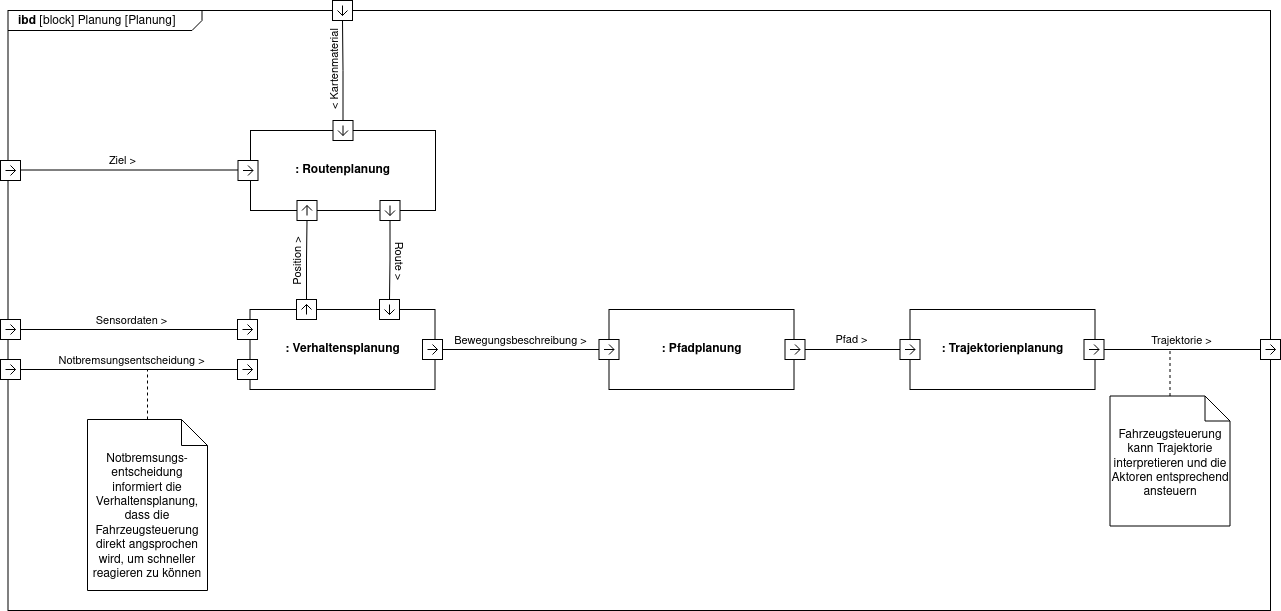 ibd [block] Planung [Planung]
< Kartenmaterial
Ziel >
: Routenplanung
Position >
Route >
Sensordaten >
Notbremsungsentscheidung >
: Verhaltensplanung
Bewegungsbeschreibung >
: Pfadplanung
Pfad >
: Trajektorienplanung
Trajektorie >
Notbremsungs-
entscheidung
informiert die
Verhaltensplanung,
dass die
Fahrzeugsteuerung
direkt angsprochen
wird, um schneller
reagieren zu können
Fahrzeugsteuerung
kann Trajektorie
interpretieren und die
Aktoren entsprechend
ansteuern